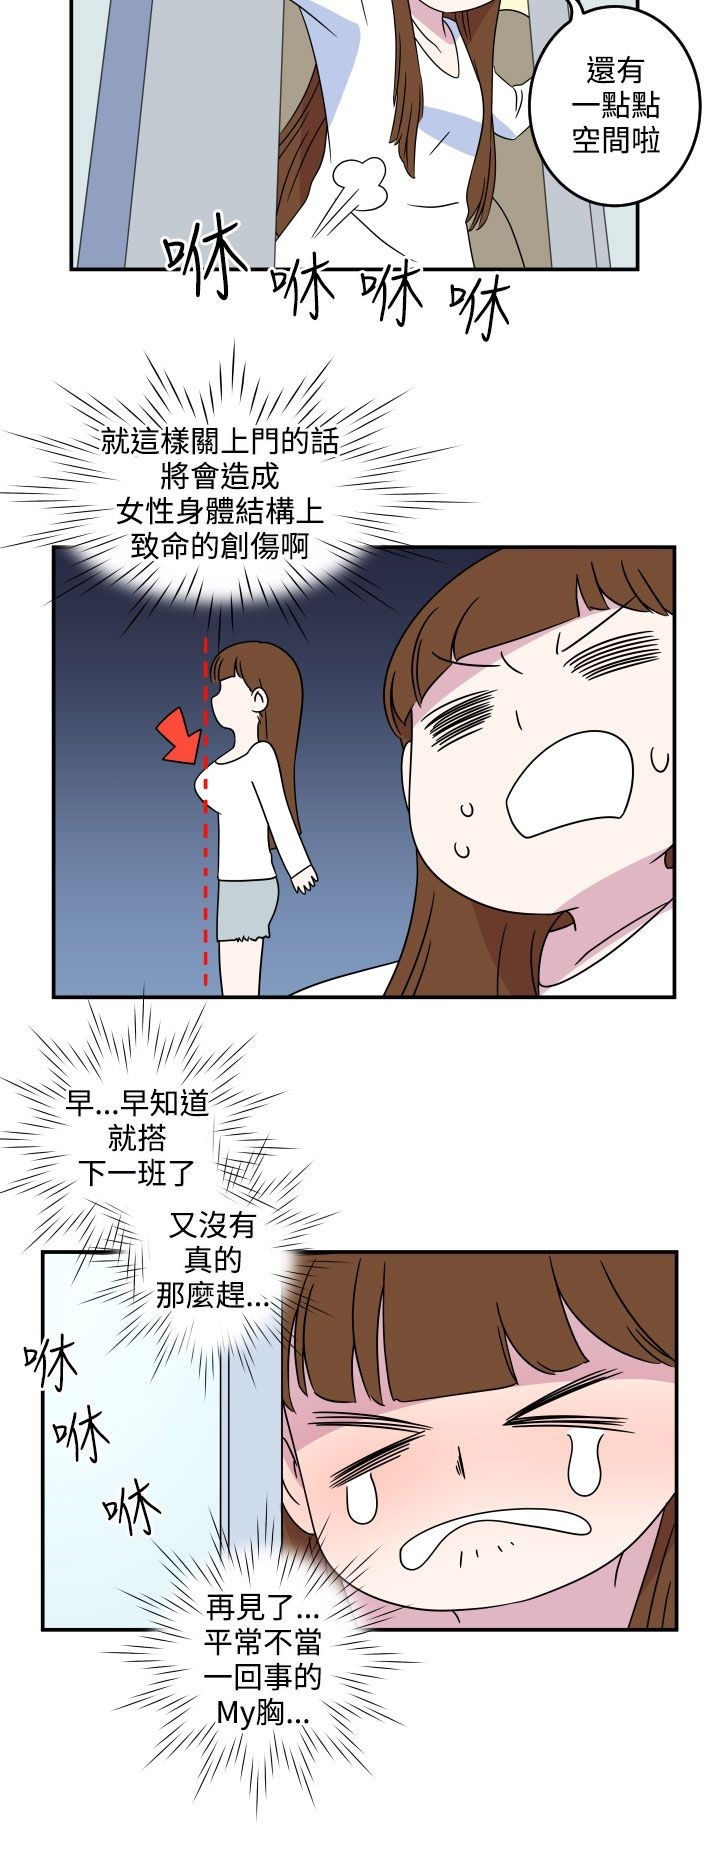 還有
一點點
空間啦
咻
咻
咻
咻
就這樣關上門的話
將會造成
女性身體結構上
致命的創傷啊
早...早知道
就搭
下一班了
又沒有
真的
那麼趕...
咻
咻
咻
再見了...
平常不當
一回事的
My胸...